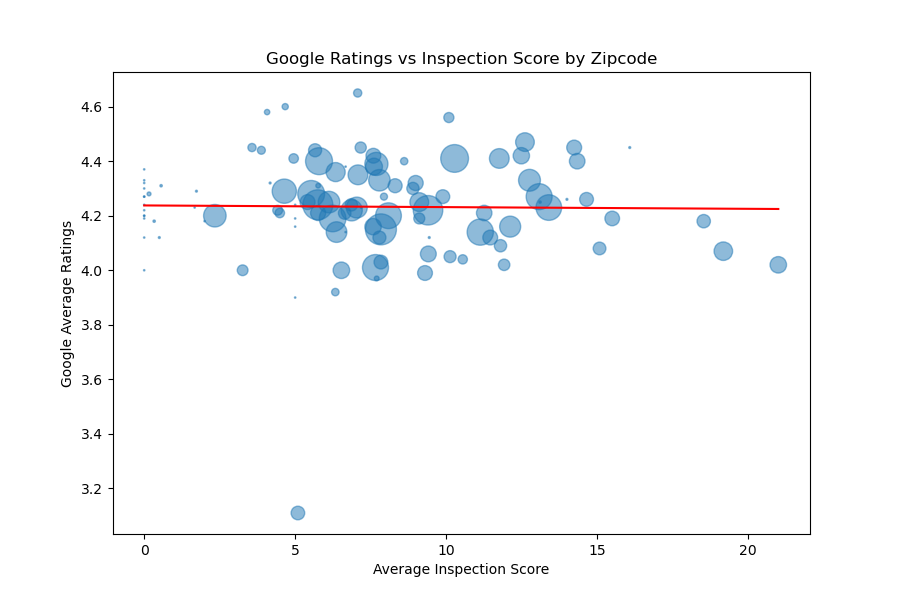 Google Ratings vs Inspection Score by Zipcode
Google Average Ratings
4.6
4.4
4.2
4.0
3.8
3.6
3.4
3.2
0 5 10 15 20
Average Inspection Score